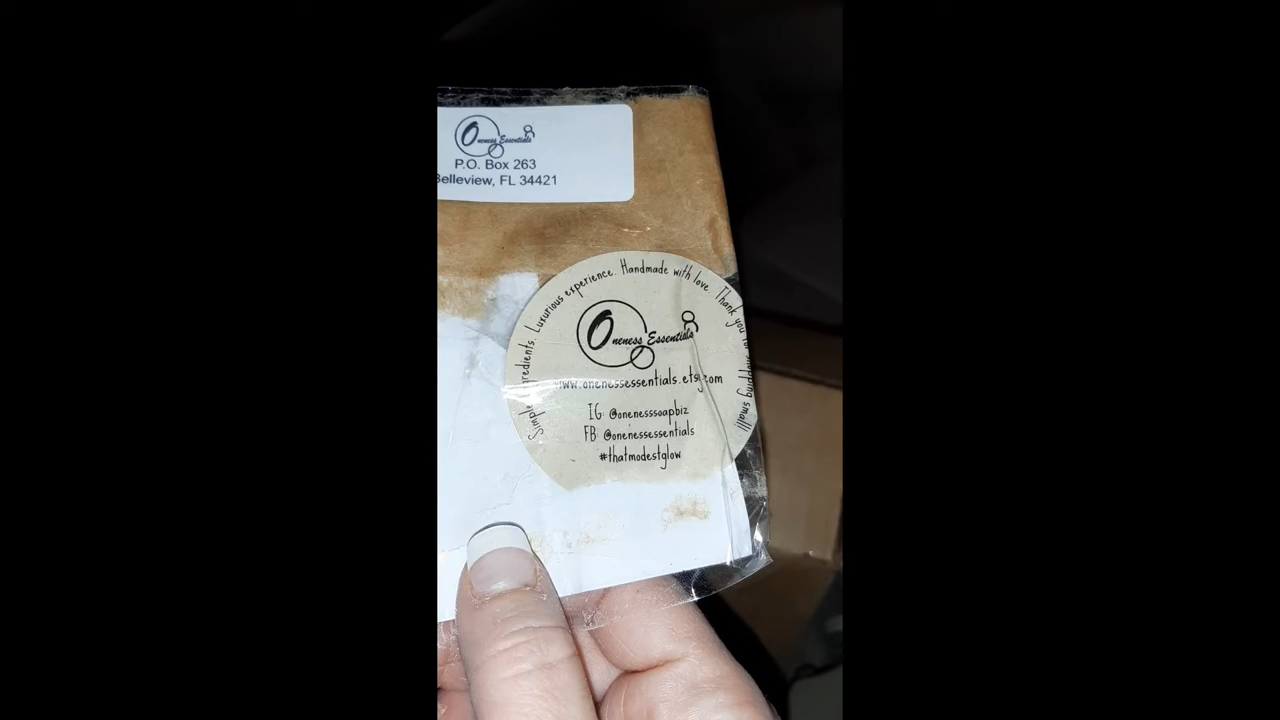 Oneness Essentials
P.O. Box 263
Belleview, FL 34421
Simple ingredients. Luxurious experience. Handmade with love. Thank you for shopping small!
Oneness Essentials
www.onenessessentials.etsy.com
IG: @onenesssoapbiz
FB: @onenessessentials
#thatmodestglow